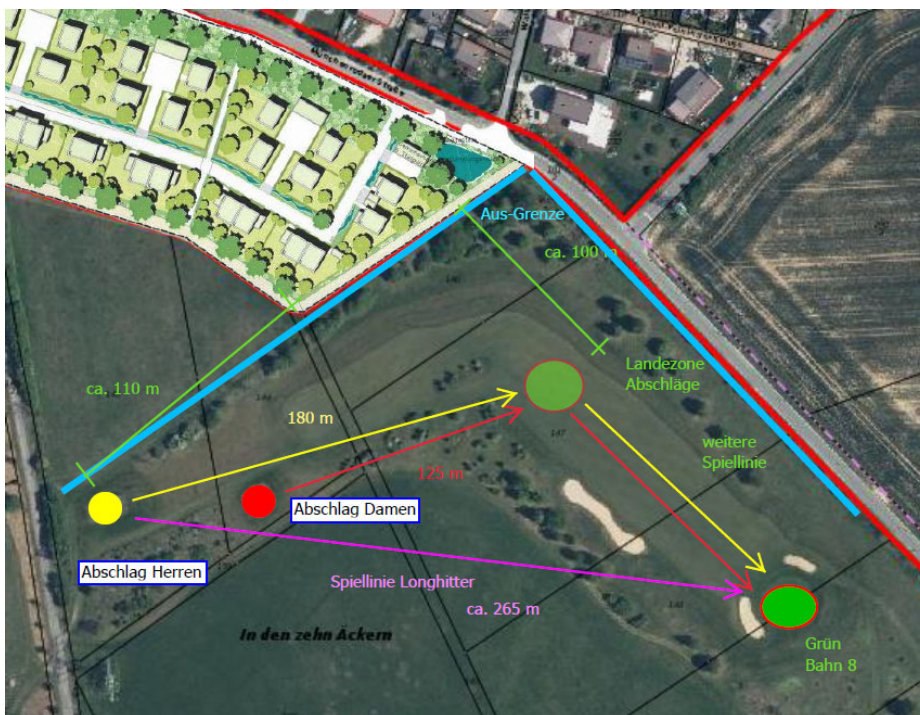 Aus-Grenze
ca. 100 m
Landezone
Abschläge
ca. 110 m
180 m
147
weitere
Spiellinie
125 m
Abschlag Damen
Abschlag Herren
Spiellinie Longhitter
ca. 265 m
In den zehn Äckern
Grün
Bahn 8